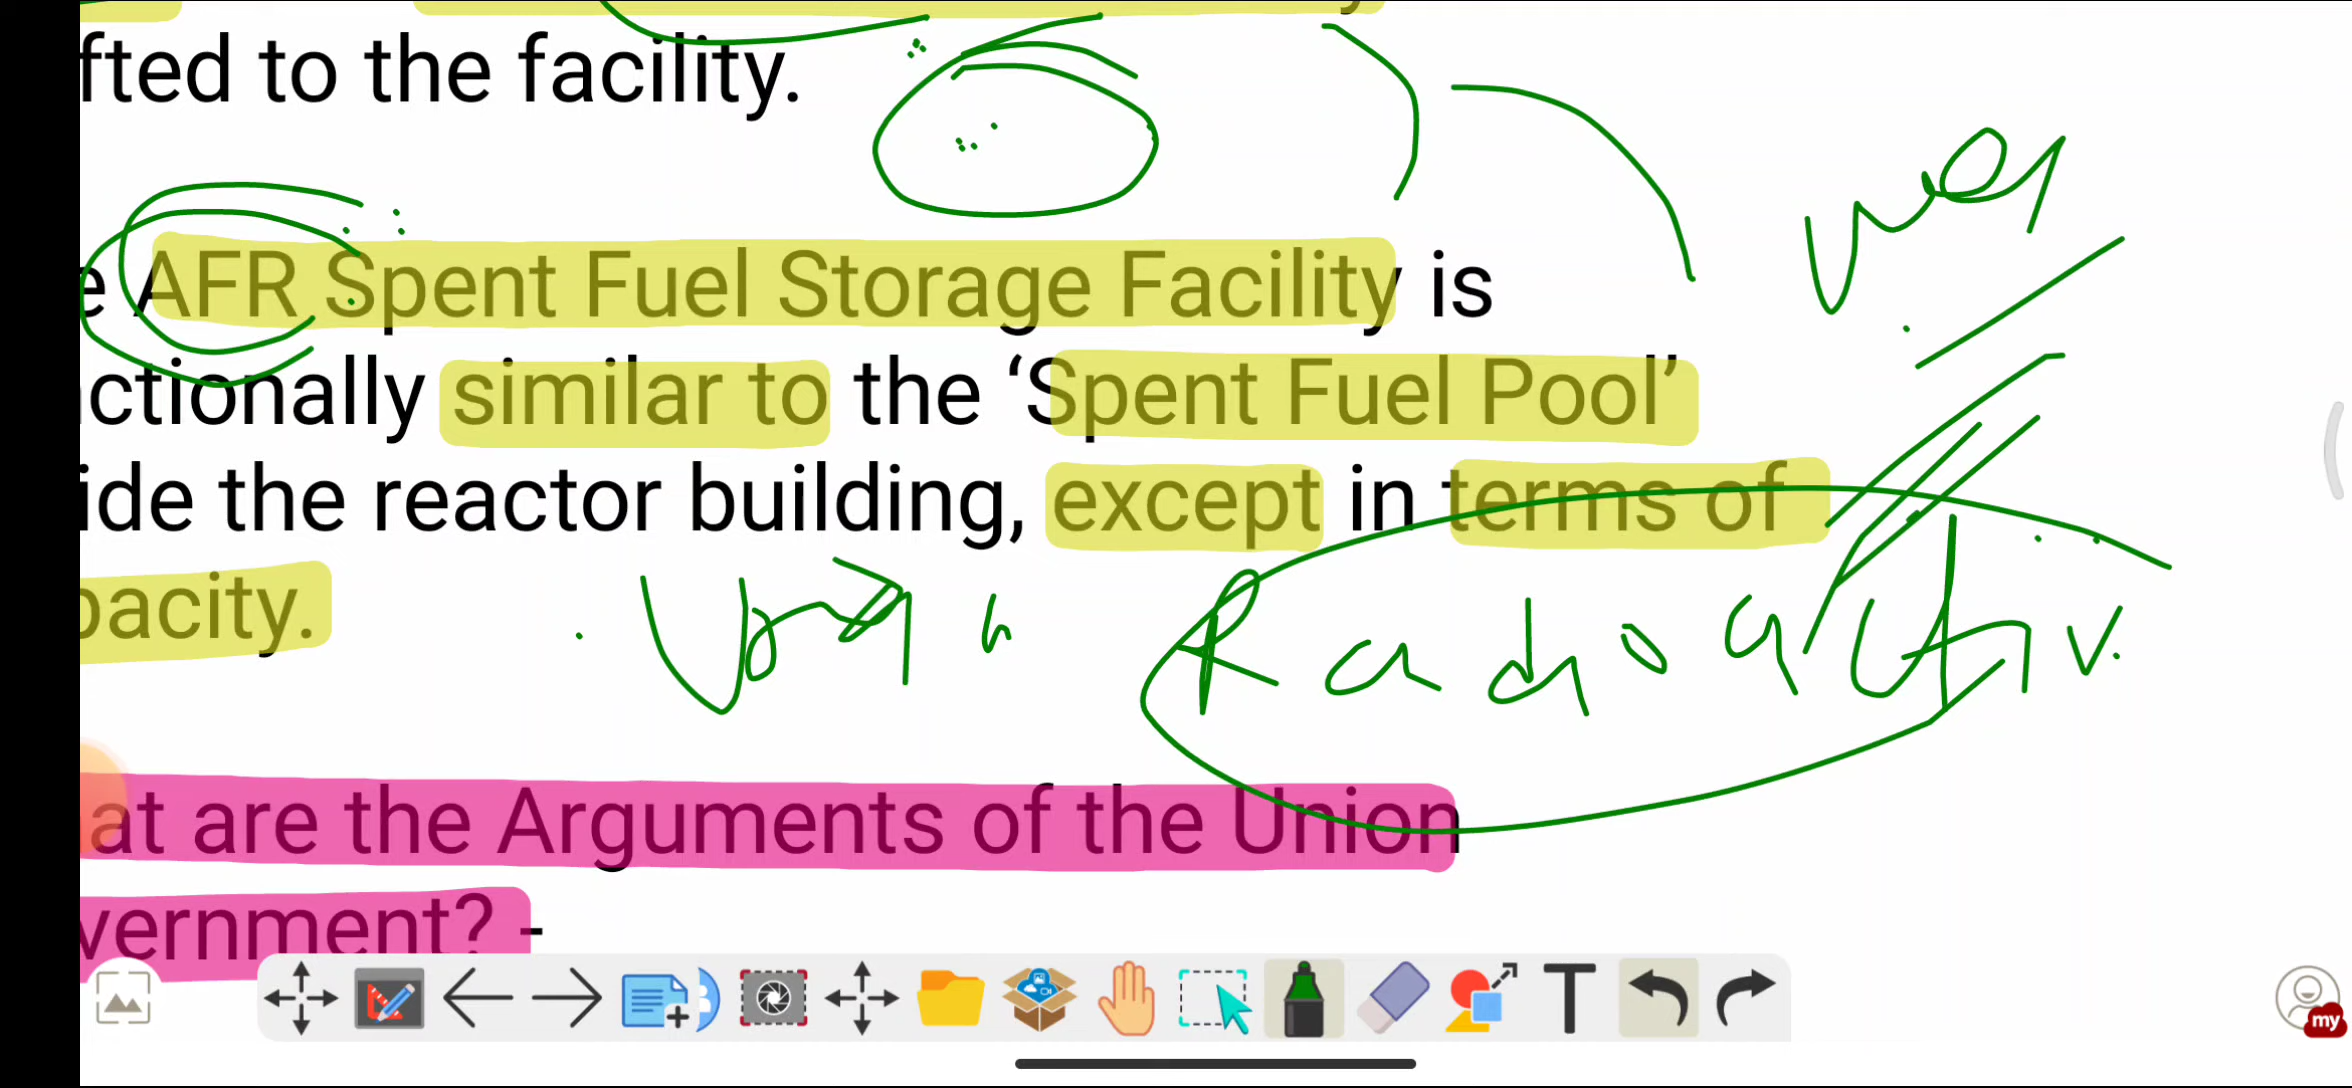 fted to the facility.
e AFR Spent Fuel Storage Facility is
ctionally similar to the ‘Spent Fuel Pool’
ide the reactor building, except in terms of
pacity.
Radioactiv
at are the Arguments of the Union
vernment? -
T
my